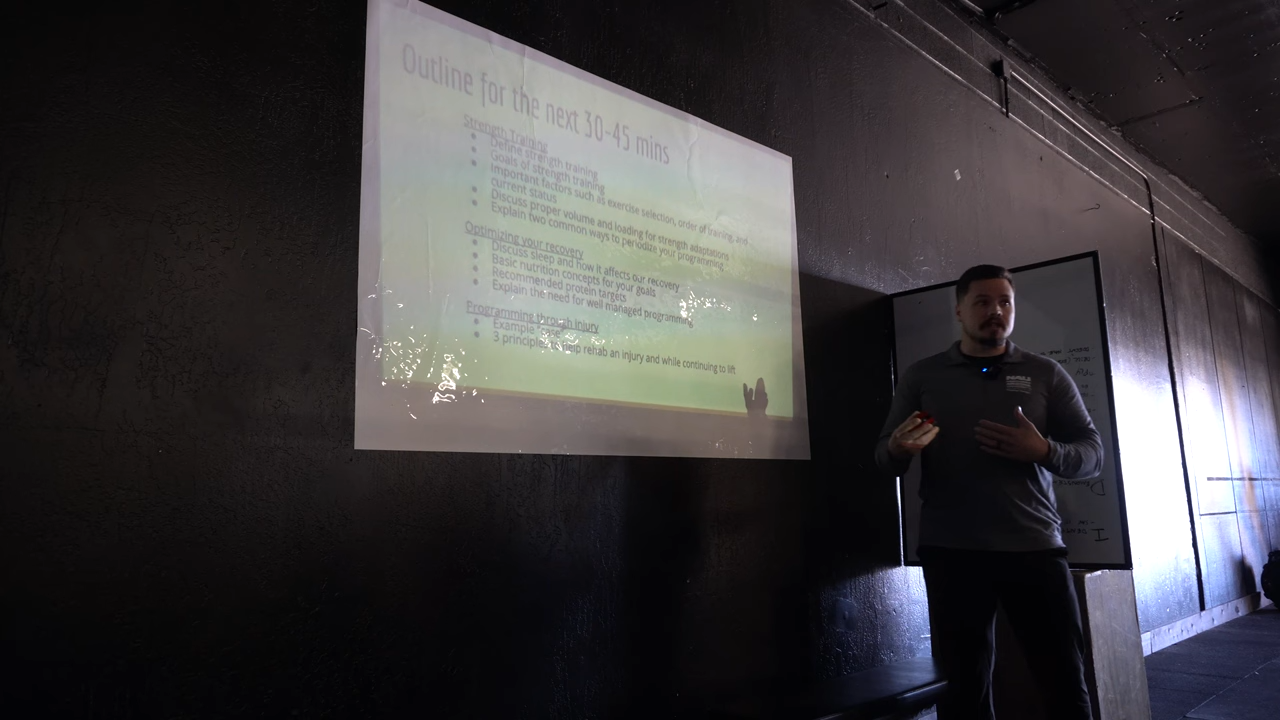 Outline for the next 30-45 mins
Strength Training
● Define strength training
● Goals of strength training
● Important factors such as exercise selection, order of training, and
current status
● Discuss proper volume and loading for strength adaptations
● Explain two common ways to periodize your programming
Optimizing your recovery
● Discuss sleep and how it affects our recovery
● Basic nutrition concepts for your goals
● Recommended protein targets
● Explain the need for well managed programming
Programming through injury
● Example "case"
● 3 principles to help rehab an injury and while continuing to lift